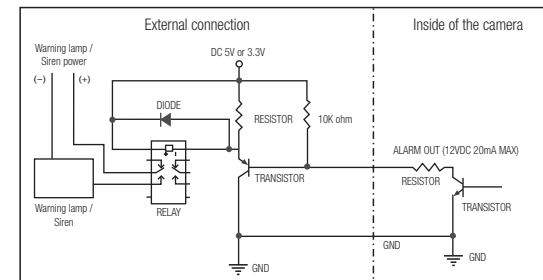 External connection
Inside of the camera
Warning lamp /
Siren power
(−)
(+)
DC 5V or 3.3V
DIODE
RESISTOR
10K ohm
ALARM OUT (12VDC 20mA MAX)
RESISTOR
TRANSISTOR
TRANSISTOR
RELAY
Warning lamp /
Siren
GND
GND
GND